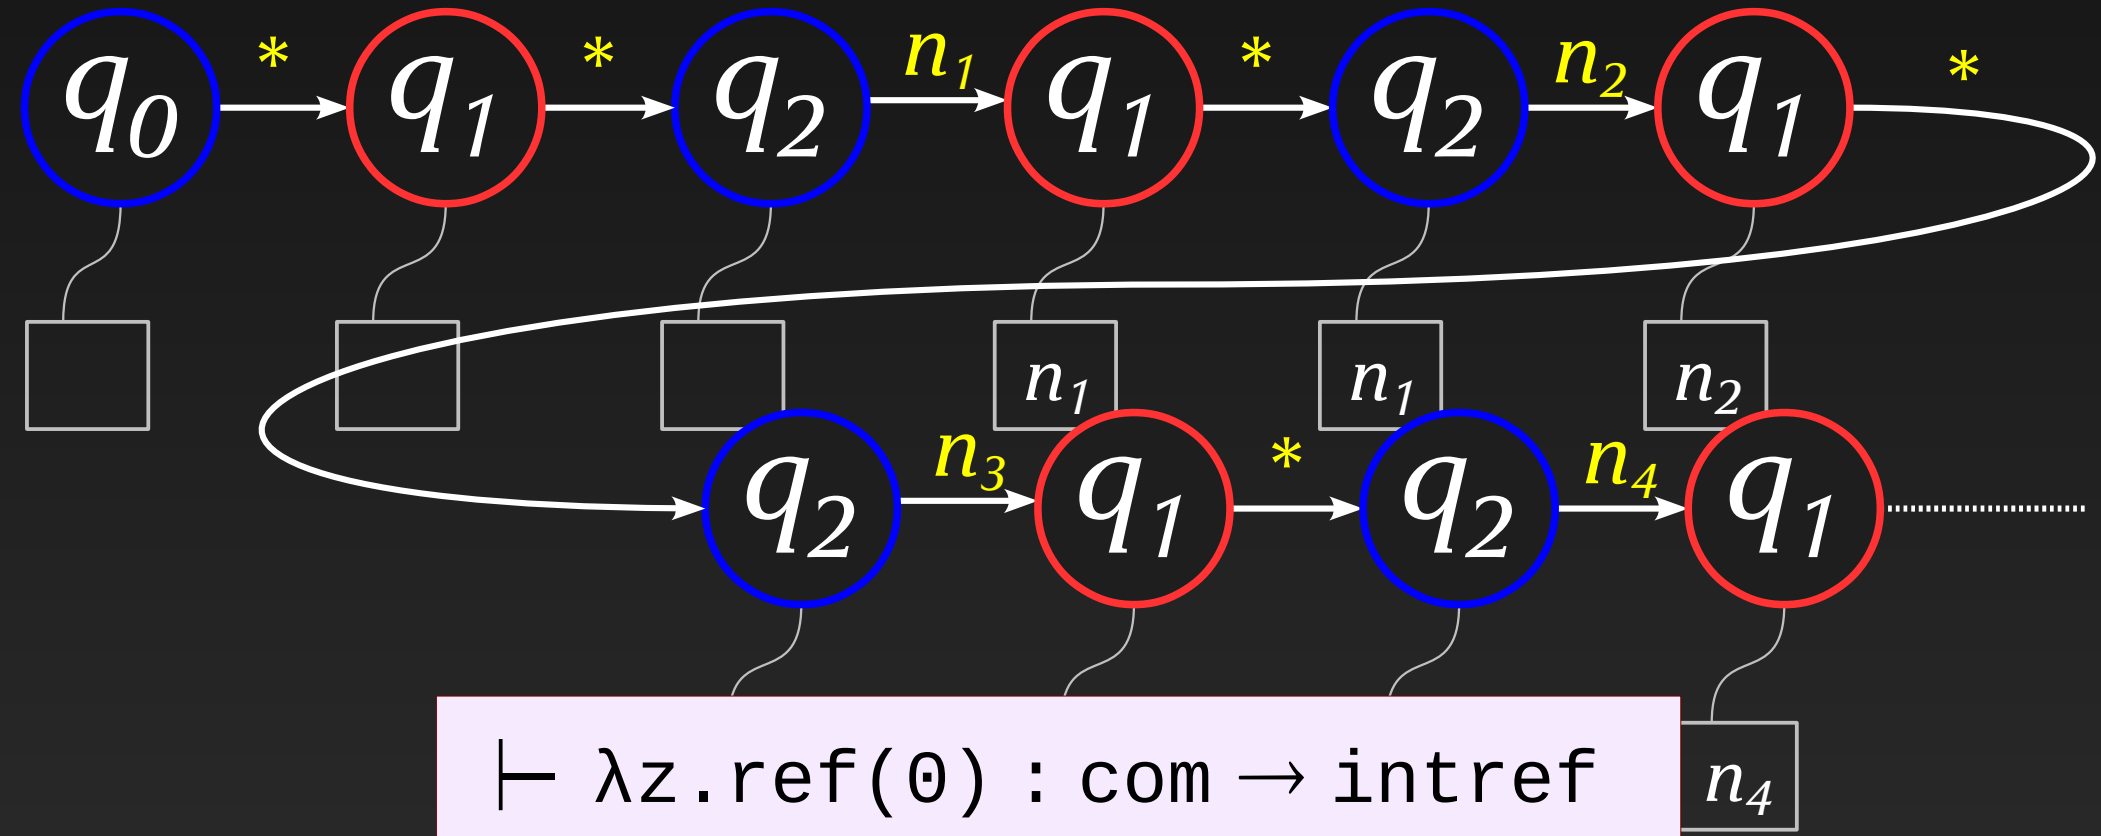 q₀ * q₁ * q₂ n₁ q₁ * q₂ n₂ q₁ *
n₁ n₁ n₂
q₂ n₃ q₁ * q₂ n₄ q₁
⊢ λz.ref(0) : com → intref
n₄